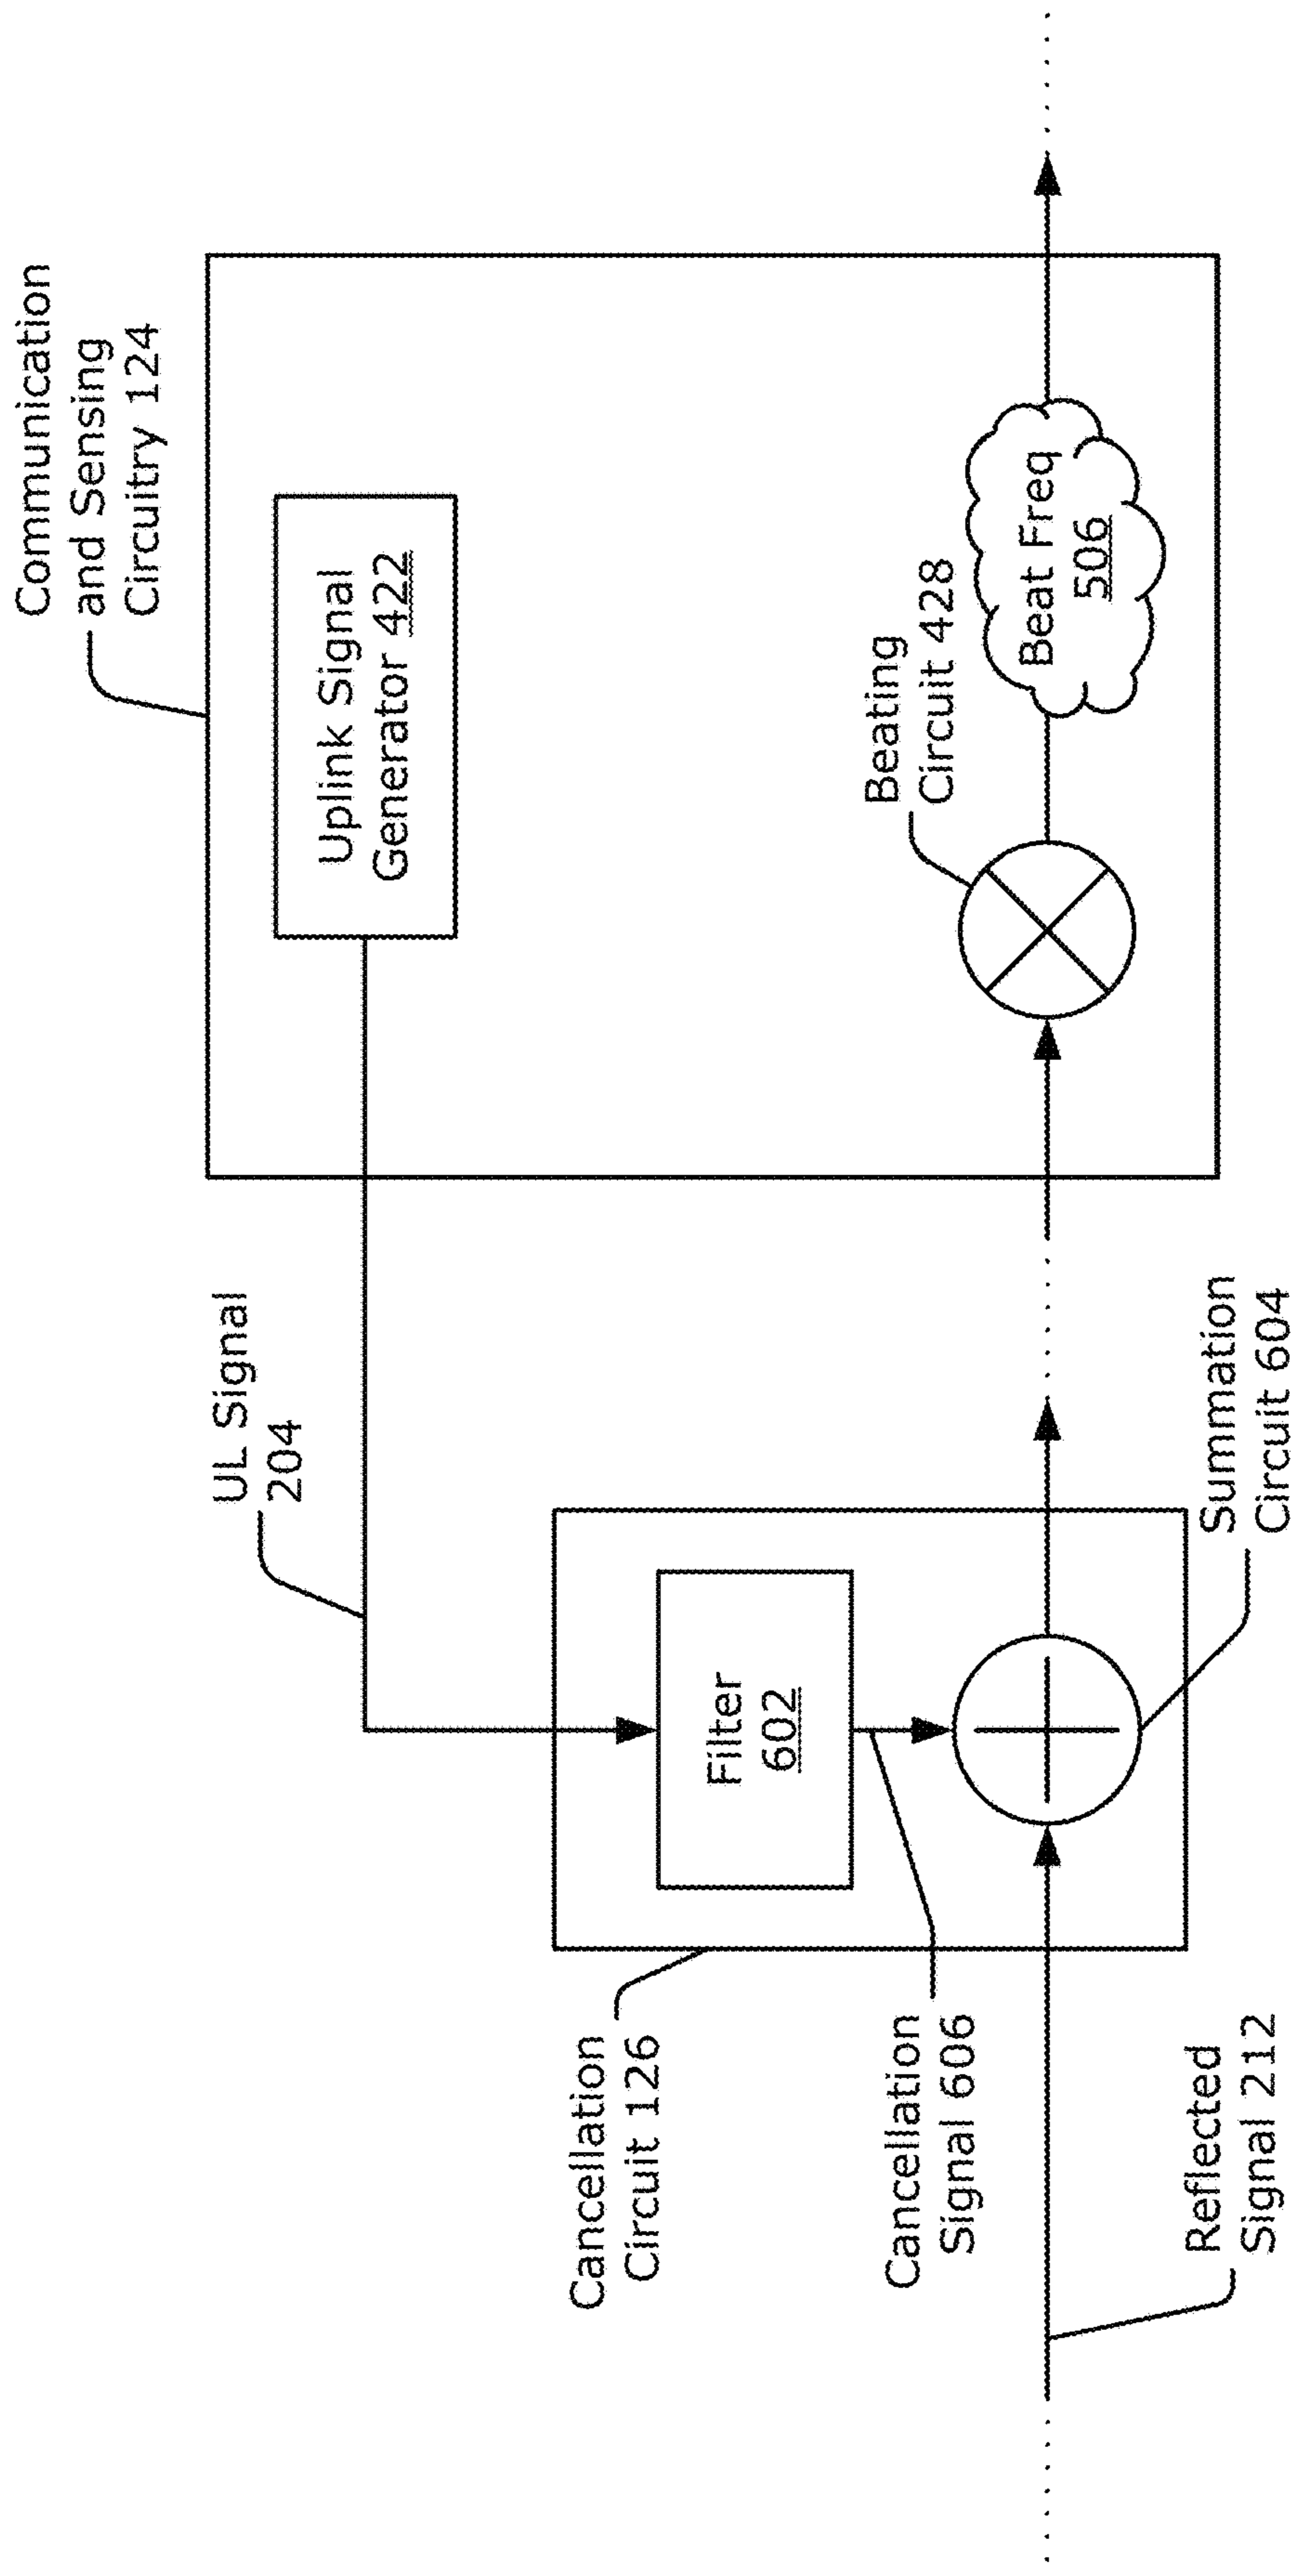 Communication
and Sensing
Circuitry 124
UL Signal
204
Uplink Signal
Generator 422
Cancellation
Circuit 126
Filter
602
Beating
Circuit 428
Cancellation
Signal 606
Beat Freq
506
Reflected
Signal 212
Summation
Circuit 604